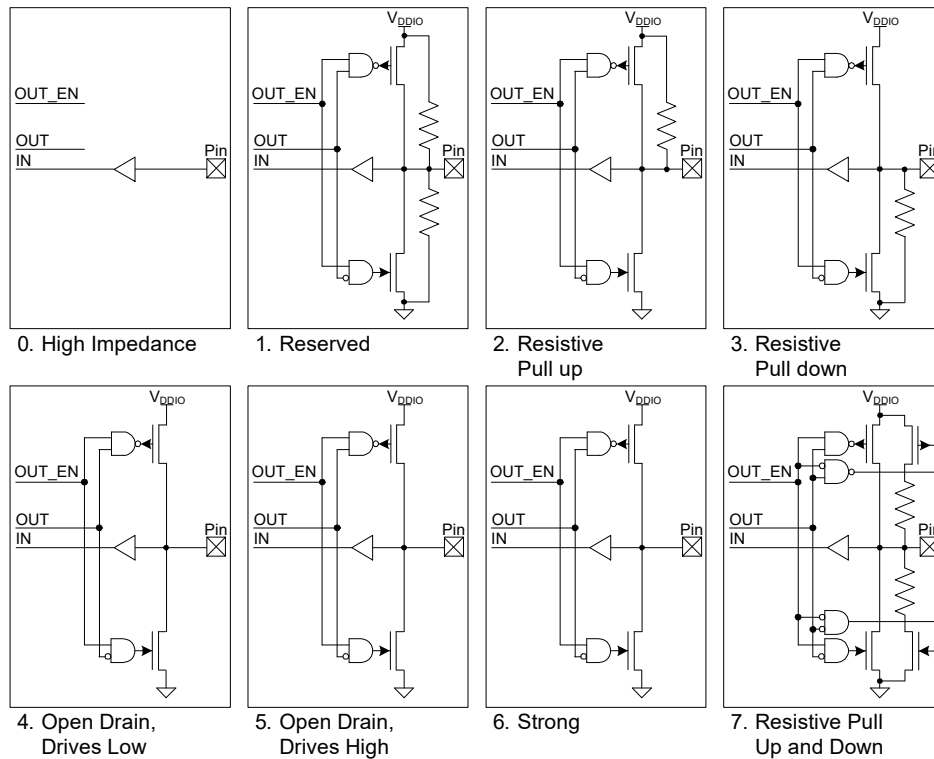 VDDIO
OUT_EN
OUT
IN
Pin
0. High Impedance
VDDIO
OUT_EN
OUT
IN
Pin
1. Reserved
VDDIO
OUT_EN
OUT
IN
Pin
2. Resistive
Pull up
VDDIO
OUT_EN
OUT
IN
Pin
3. Resistive
Pull down
VDDIO
OUT_EN
OUT
IN
Pin
4. Open Drain,
Drives Low
VDDIO
OUT_EN
OUT
IN
Pin
5. Open Drain,
Drives High
VDDIO
OUT_EN
OUT
IN
Pin
6. Strong
VDDIO
OUT_EN
OUT
IN
Pin
7. Resistive Pull
Up and Down